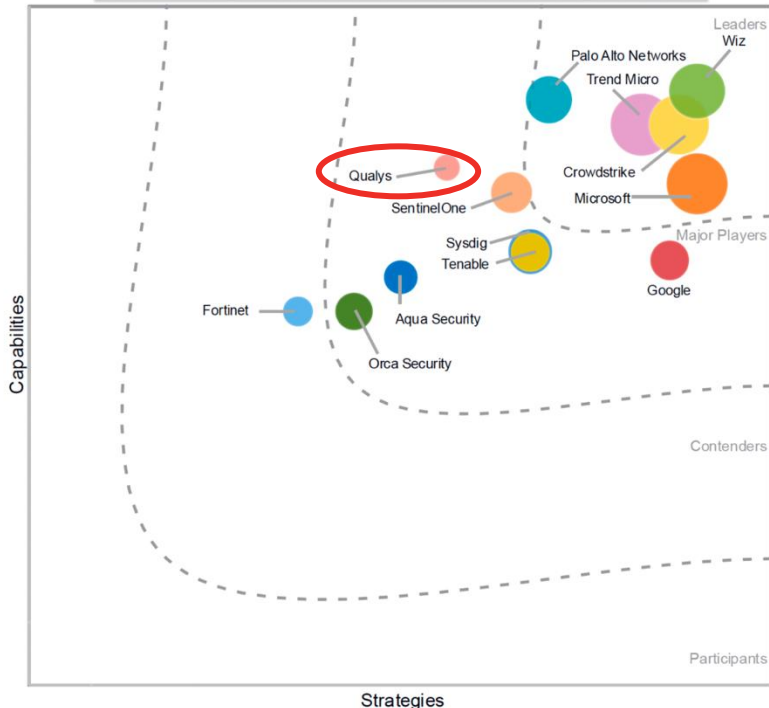 Leaders
Wiz
Palo Alto Networks
Trend Micro
Crowdstrike
Microsoft
Qualys
SentinelOne
Major Players
Sysdig
Tenable
Google
Fortinet
Aqua Security
Orca Security
Capabilities
Contenders
Participants
Strategies